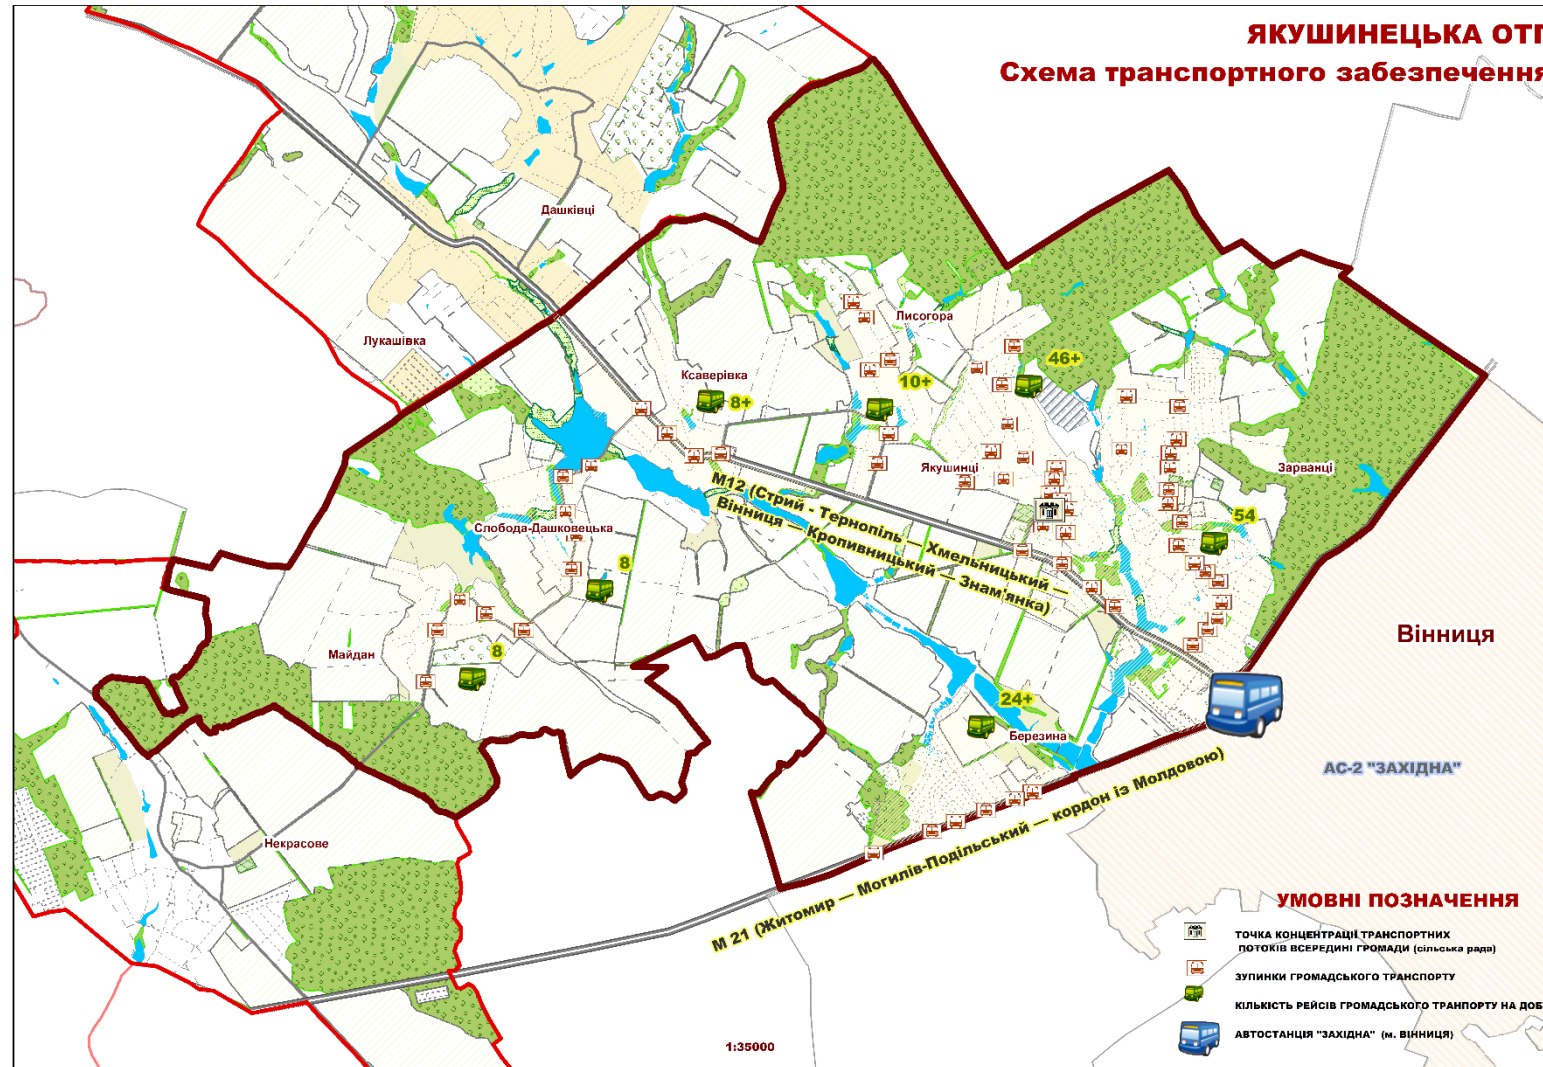 ЯКУШИНЕЦЬКА ОТГ
Схема транспортного забезпечення
Дашківці
Лукашівка
Лисогора
Ксаверівка
46+
10+
8+
Якушинці
Зарванці
М12 (Стрий - Тернопіль — Хмельницький —
Вінниця — Кропивницький — Знам'янка)
Слобода-Дашковецька
54
8
Вінниця
Майдан
8
24+
Березина
АС-2 "ЗАХІДНА"
М 21 (Житомир — Могилів-Подільський — кордон із Молдовою)
Некрасове
УМОВНІ ПОЗНАЧЕННЯ
ТОЧКА КОНЦЕНТРАЦІЇ ТРАНСПОРТНИХ
ПОТОКІВ ВСЕРЕДИНІ ГРОМАДИ (сільська рада)
ЗУПИНКИ ГРОМАДСЬКОГО ТРАНСПОРТУ
КІЛЬКІСТЬ РЕЙСІВ ГРОМАДСЬКОГО ТРАНПОРТУ НА ДОБ
АВТОСТАНЦІЯ "ЗАХІДНА" (м. ВІННИЦЯ)
1:35000